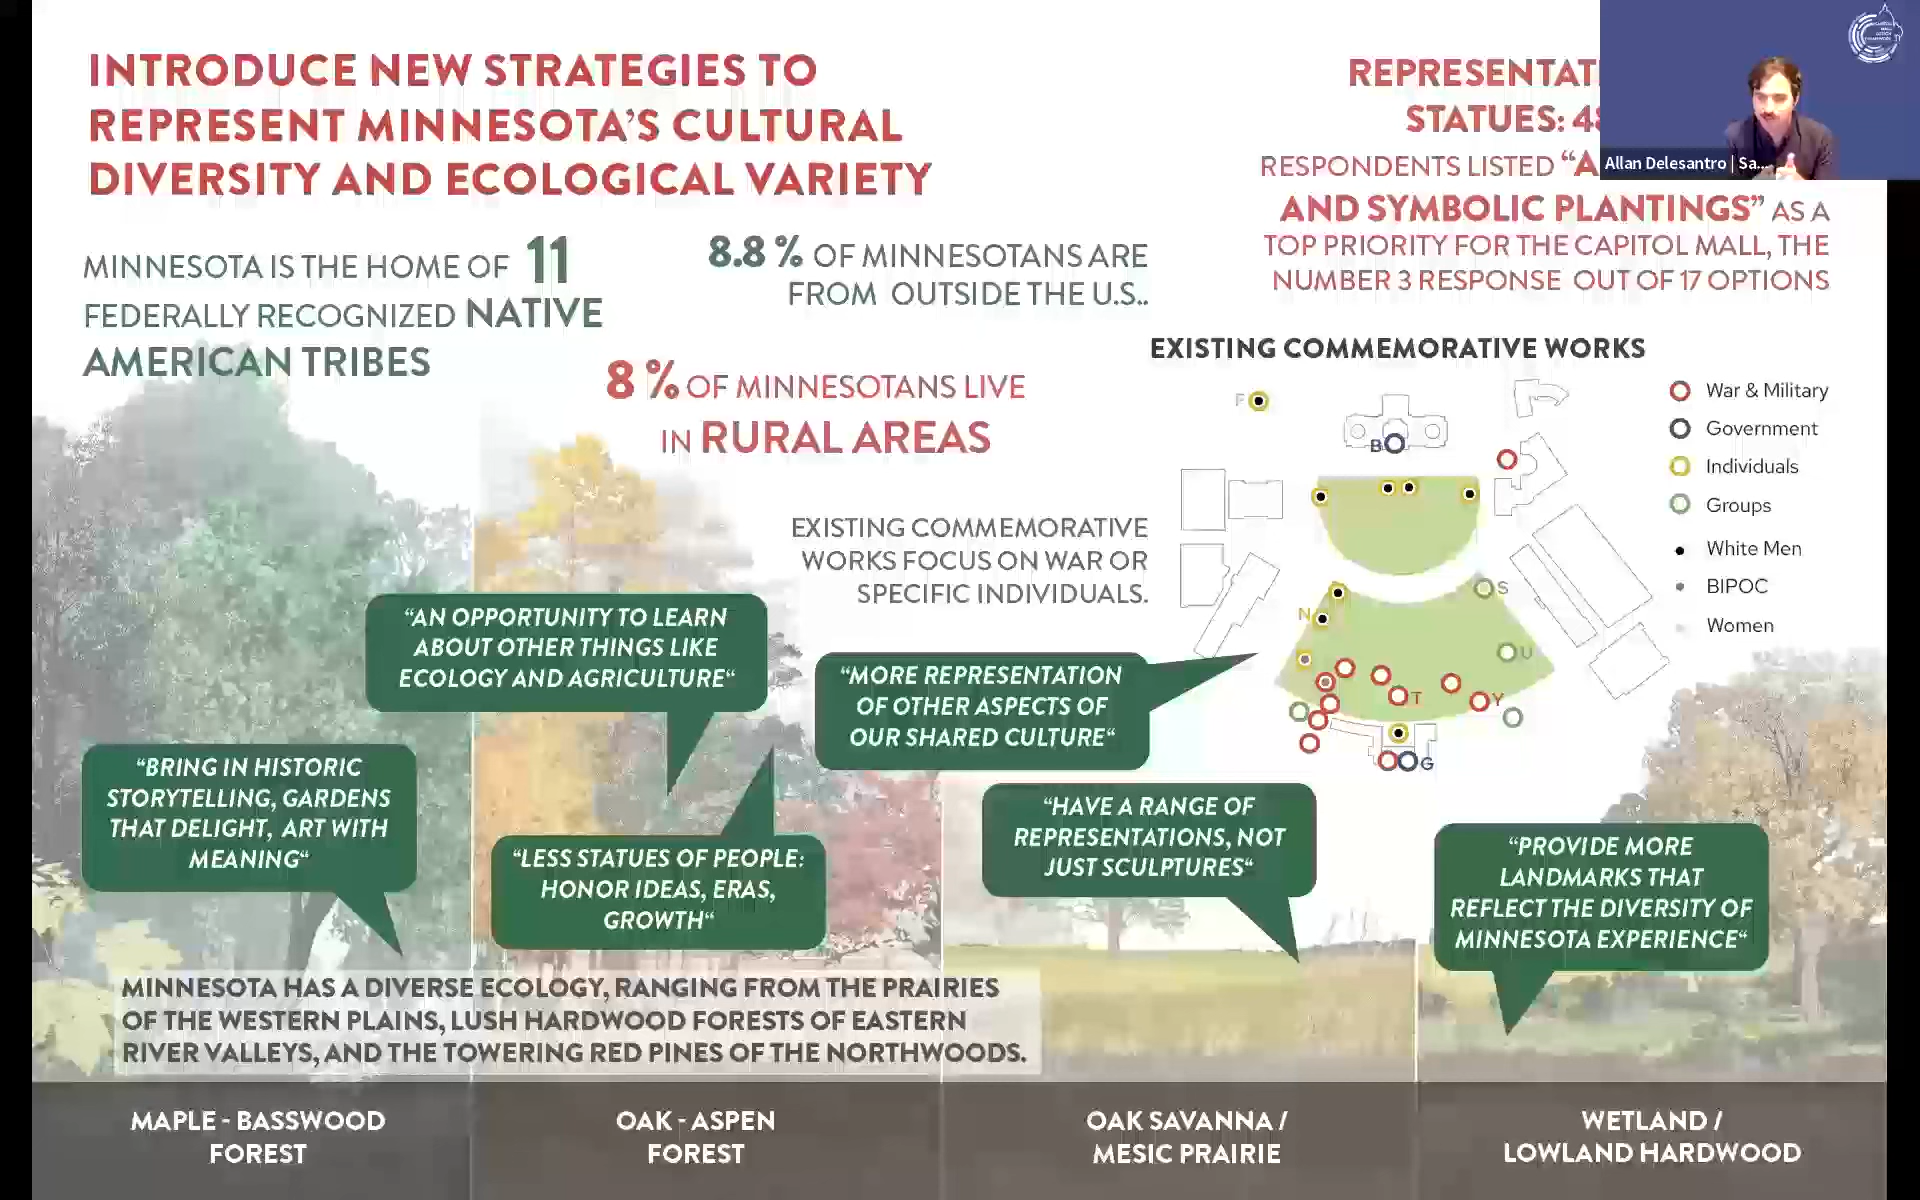 INTRODUCE NEW STRATEGIES TO
REPRESENT MINNESOTA'S CULTURAL
DIVERSITY AND ECOLOGICAL VARIETY
MINNESOTA IS THE HOME OF 11
FEDERALLY RECOGNIZED NATIVE
AMERICAN TRIBES
8.8 % OF MINNESOTANS ARE
FROM OUTSIDE THE U.S..
8 % OF MINNESOTANS LIVE
IN RURAL AREAS
STATUES:
RESPONDENTS LISTED
AND SYMBOLIC PLANTINGS” AS A
TOP PRIORITY FOR THE CAPITOL MALL, THE
NUMBER 3 RESPONSE OUT OF 17 OPTIONS
Allan Delesantro | Sa...
EXISTING COMMEMORATIVE WORKS
War & Military
Government
Individuals
Groups
White Men
BIPOC
Women
F
B
S
N
U
T
Y
G
EXISTING COMMEMORATIVE
WORKS FOCUS ON WAR OR
SPECIFIC INDIVIDUALS.
“AN OPPORTUNITY TO LEARN
ABOUT OTHER THINGS LIKE
ECOLOGY AND AGRICULTURE“
“MORE REPRESENTATION
OF OTHER ASPECTS OF
OUR SHARED CULTURE“
“BRING IN HISTORIC
STORYTELLING, GARDENS
THAT DELIGHT, ART WITH
MEANING“
“LESS STATUES OF PEOPLE:
HONOR IDEAS, ERAS,
GROWTH“
“HAVE A RANGE OF
REPRESENTATIONS, NOT
JUST SCULPTURES“
“PROVIDE MORE
LANDMARKS THAT
REFLECT THE DIVERSITY OF
MINNESOTA EXPERIENCE“
MINNESOTA HAS A DIVERSE ECOLOGY, RANGING FROM THE PRAIRIES
OF THE WESTERN PLAINS, LUSH HARDWOOD FORESTS OF EASTERN
RIVER VALLEYS, AND THE TOWERING RED PINES OF THE NORTHWOODS.
MAPLE - BASSWOOD
FOREST
OAK - ASPEN
FOREST
OAK SAVANNA /
MESIC PRAIRIE
WETLAND /
LOWLAND HARDWOOD